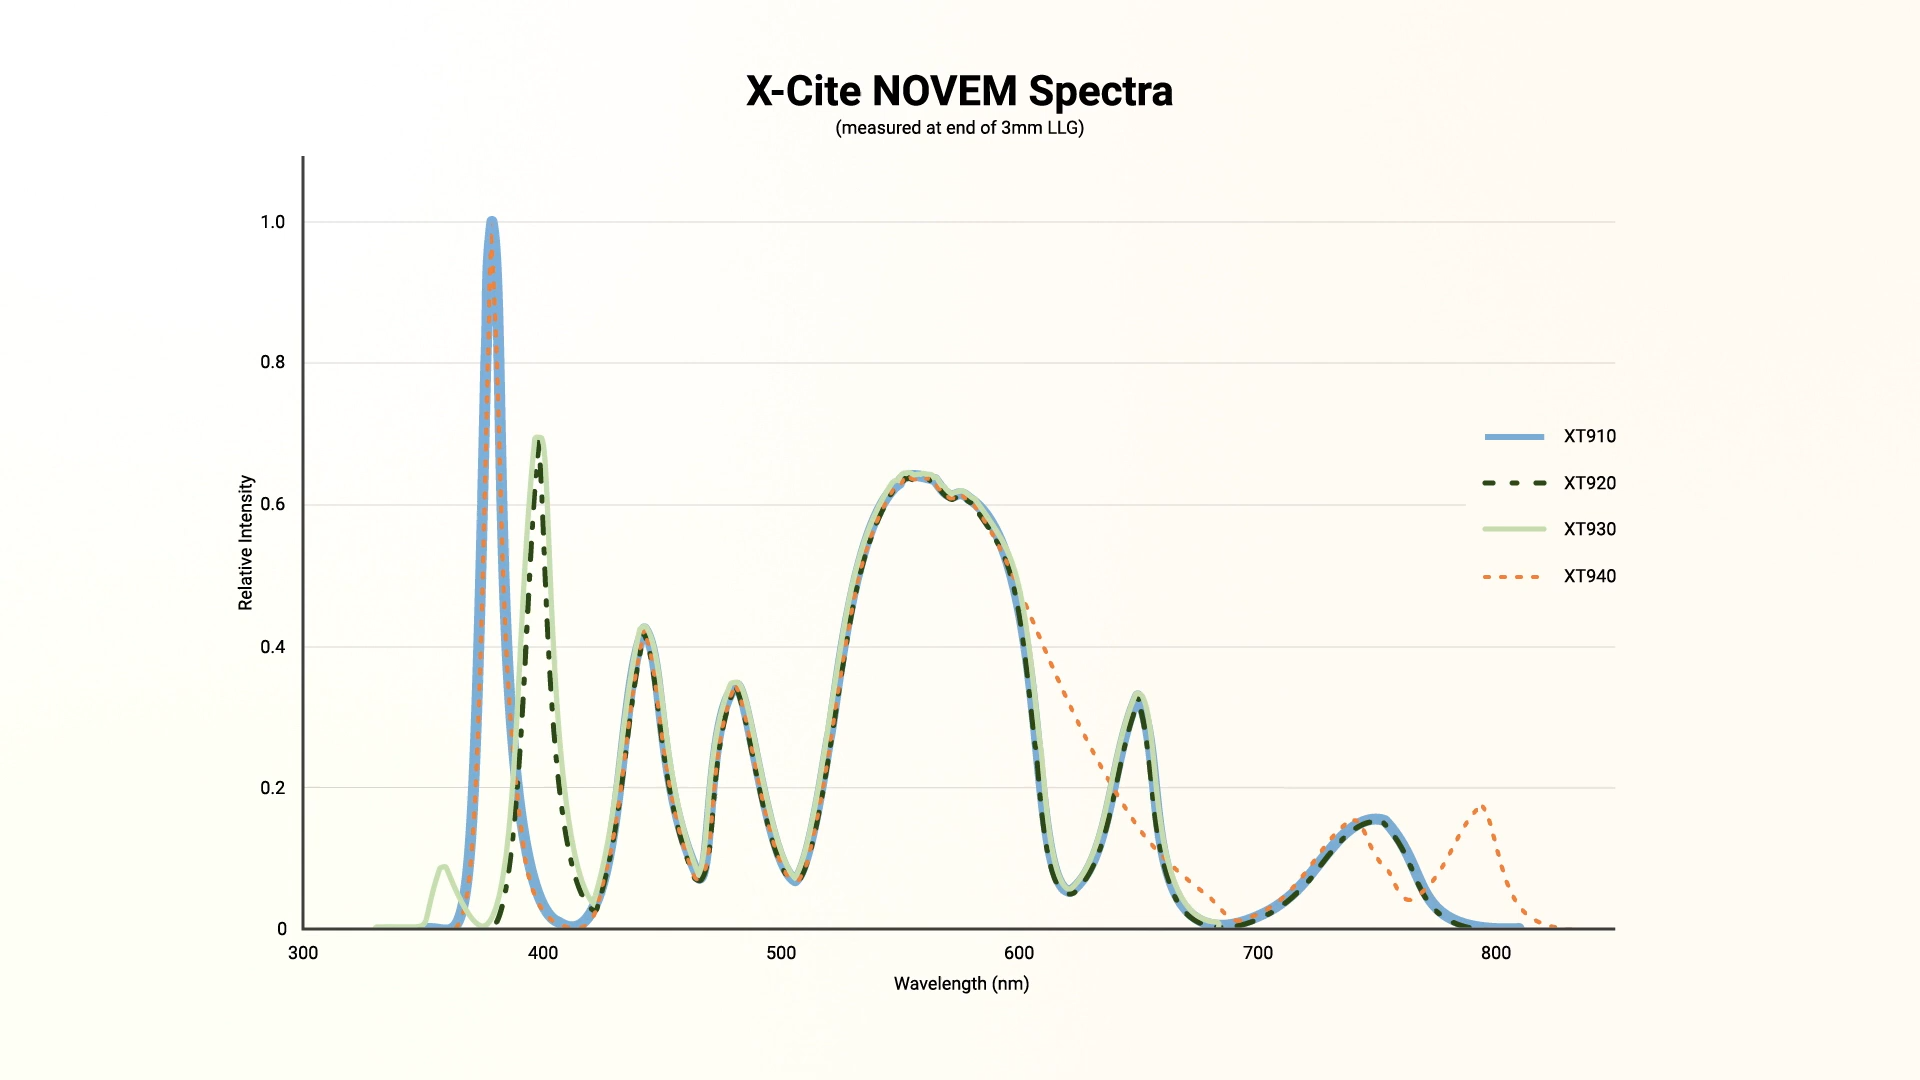 X-Cite NOVEM Spectra
(measured at end of 3mm LLG)
1.0
0.8
0.6
0.4
0.2
0
Relative Intensity
300 400 500 600 700 800
Wavelength (nm)
XT910
XT920
XT930
XT940